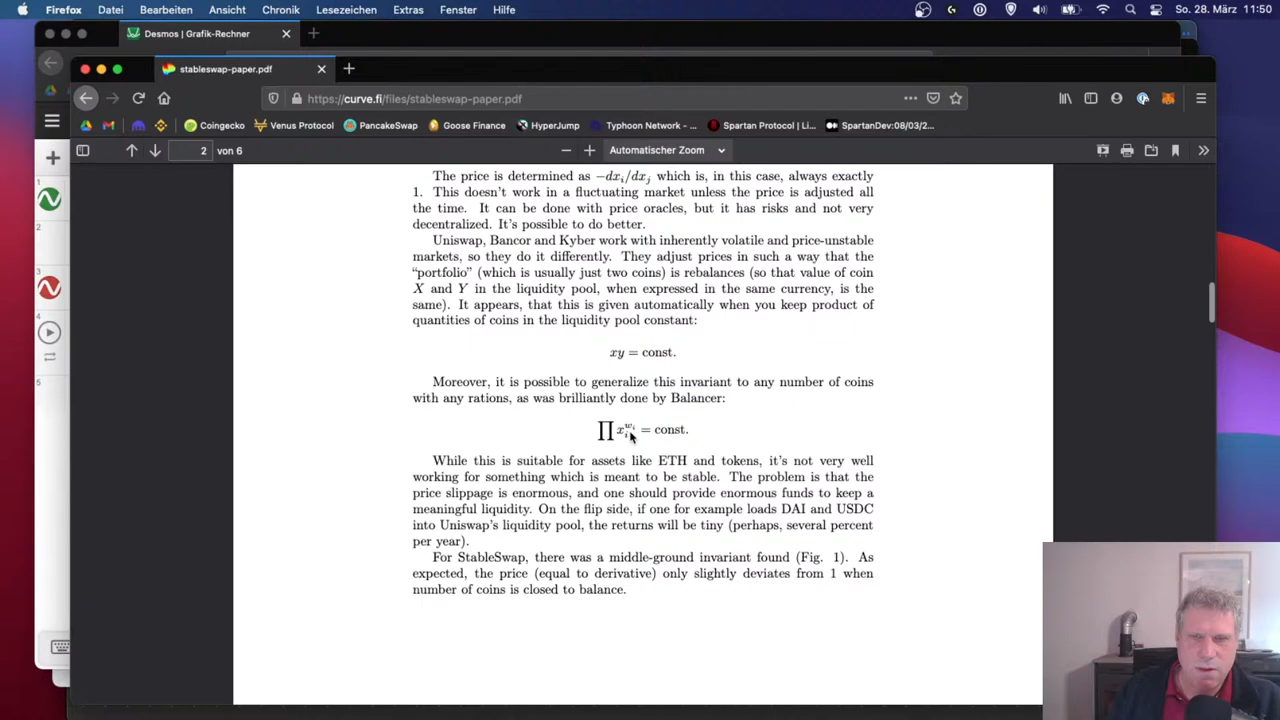 Firefox Datei Bearbeiten Ansicht Chronik Lesezeichen Extras Fenster Hilfe So. 28. März 11:50
Desmos | Grafik-Rechner
stableswap-paper.pdf
https://curve.fi/files/stableswap-paper.pdf
Coingecko Venus Protocol PancakeSwap Goose Finance HyperJump Typhoon Network - ... Spartan Protocol | Li... SpartanDev:08/03/2...
2 von 6 Automatischer Zoom
The price is determined as −dxᵢ/dxⱼ which is, in this case, always exactly
1. This doesn't work in a fluctuating market unless the price is adjusted all
the time. It can be done with price oracles, but it has risks and not very
decentralized. It's possible to do better.
Uniswap, Bancor and Kyber work with inherently volatile and price-unstable
markets, so they do it differently. They adjust prices in such a way that the
“portfolio” (which is usually just two coins) is rebalances (so that value of coin
X and Y in the liquidity pool, when expressed in the same currency, is the
same). It appears, that this is given automatically when you keep product of
quantities of coins in the liquidity pool constant:
xy = const.
Moreover, it is possible to generalize this invariant to any number of coins
with any rations, as was brilliantly done by Balancer:
∏ xᵢ^wᵢ = const.
While this is suitable for assets like ETH and tokens, it's not very well
working for something which is meant to be stable. The problem is that the
price slippage is enormous, and one should provide enormous funds to keep a
meaningful liquidity. On the flip side, if one for example loads DAI and USDC
into Uniswap's liquidity pool, the returns will be tiny (perhaps, several percent
per year).
For StableSwap, there was a middle-ground invariant found (Fig. 1). As
expected, the price (equal to derivative) only slightly deviates from 1 when
number of coins is closed to balance.
1
2
3
4
5